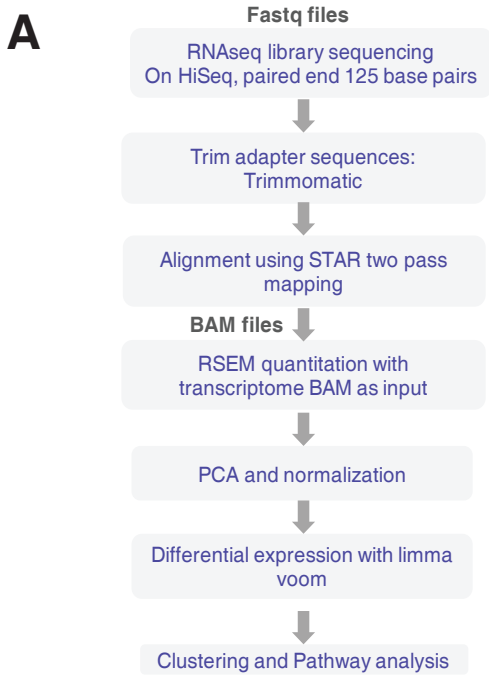 A
Fastq files
RNAseq library sequencing
On HiSeq, paired end 125 base pairs
Trim adapter sequences:
Trimmomatic
Alignment using STAR two pass
mapping
BAM files
RSEM quantitation with
transcriptome BAM as input
PCA and normalization
Differential expression with limma
voom
Clustering and Pathway analysis